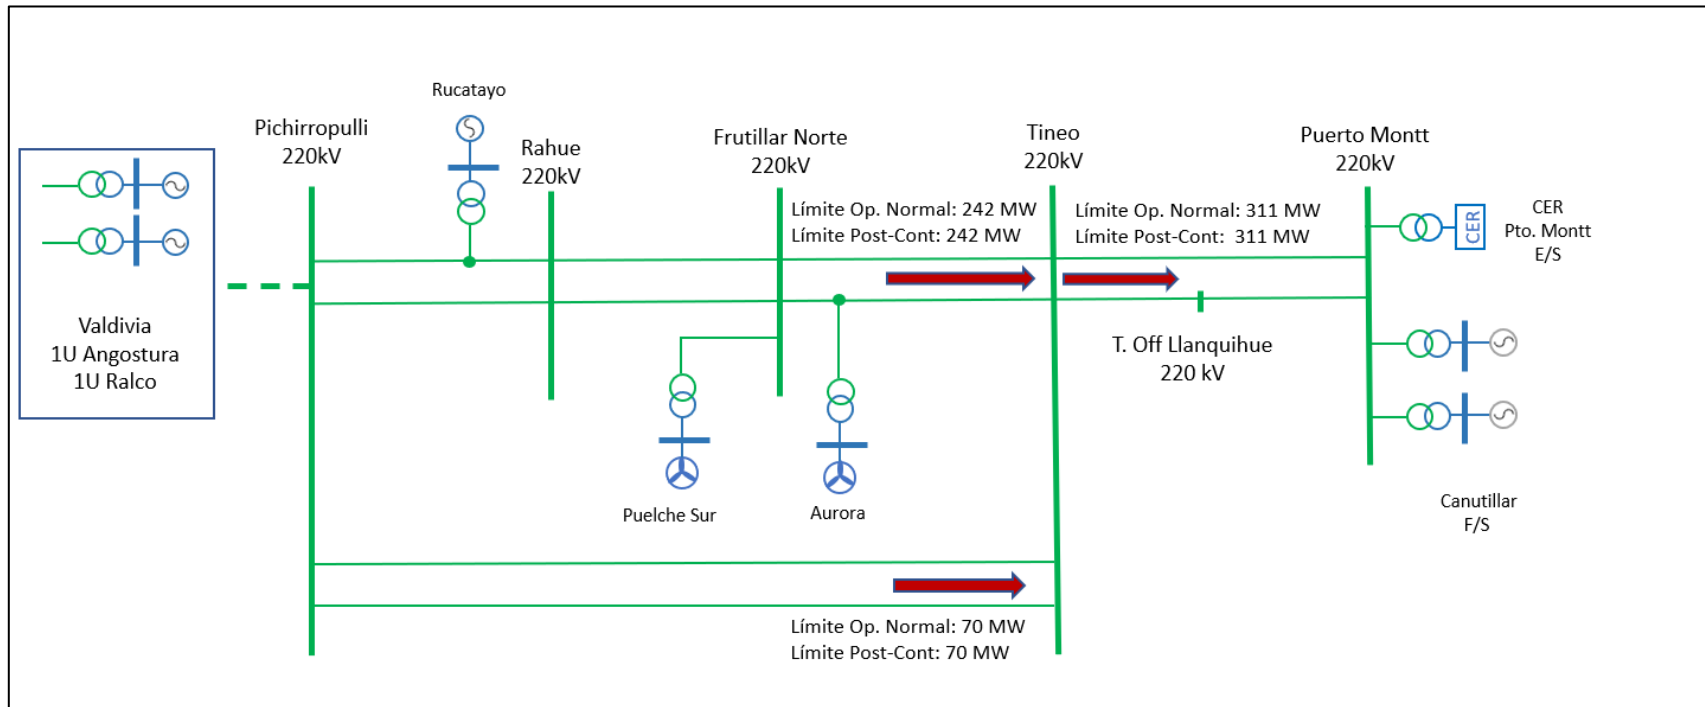 Rucatayo
Pichirropulli
220kV
Rahue
220kV
Frutillar Norte
220kV
Tineo
220kV
Puerto Montt
220kV
Límite Op. Normal: 242 MW
Límite Post-Cont: 242 MW
Límite Op. Normal: 311 MW
Límite Post-Cont:  311 MW
CER
CER
Pto. Montt
E/S
Valdivia
1U Angostura
1U Ralco
T. Off Llanquihue
220 kV
Puelche Sur
Aurora
Canutillar
F/S
Límite Op. Normal: 70 MW
Límite Post-Cont: 70 MW